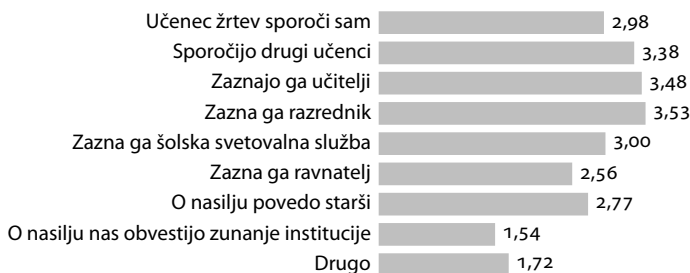 Učenec žrtev sporoči sam 2,98
Sporočijo drugi učenci 3,38
Zaznajo ga učitelji 3,48
Zazna ga razrednik 3,53
Zazna ga šolska svetovalna služba 3,00
Zazna ga ravnatelj 2,56
O nasilju povedo starši 2,77
O nasilju nas obvestijo zunanje institucije 1,54
Drugo 1,72